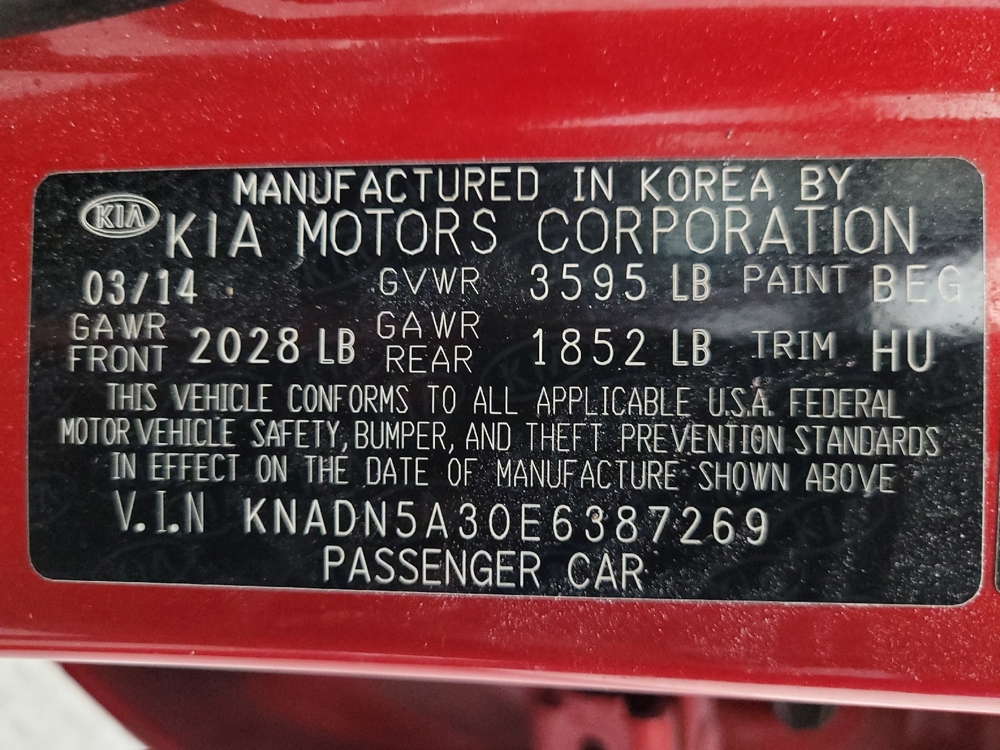 MANUFACTURED IN KOREA BY
KIA KIA MOTORS CORPORATION
03/14 GVWR 3595 LB PAINT BEG
GAWR FRONT 2028 LB GAWR REAR 1852 LB TRIM HU
THIS VEHICLE CONFORMS TO ALL APPLICABLE U.S.A. FEDERAL
MOTOR VEHICLE SAFETY, BUMPER, AND THEFT PREVENTION STANDARDS
IN EFFECT ON THE DATE OF MANUFACTURE SHOWN ABOVE
V.I.N KNADN5A30E6387269
PASSENGER CAR